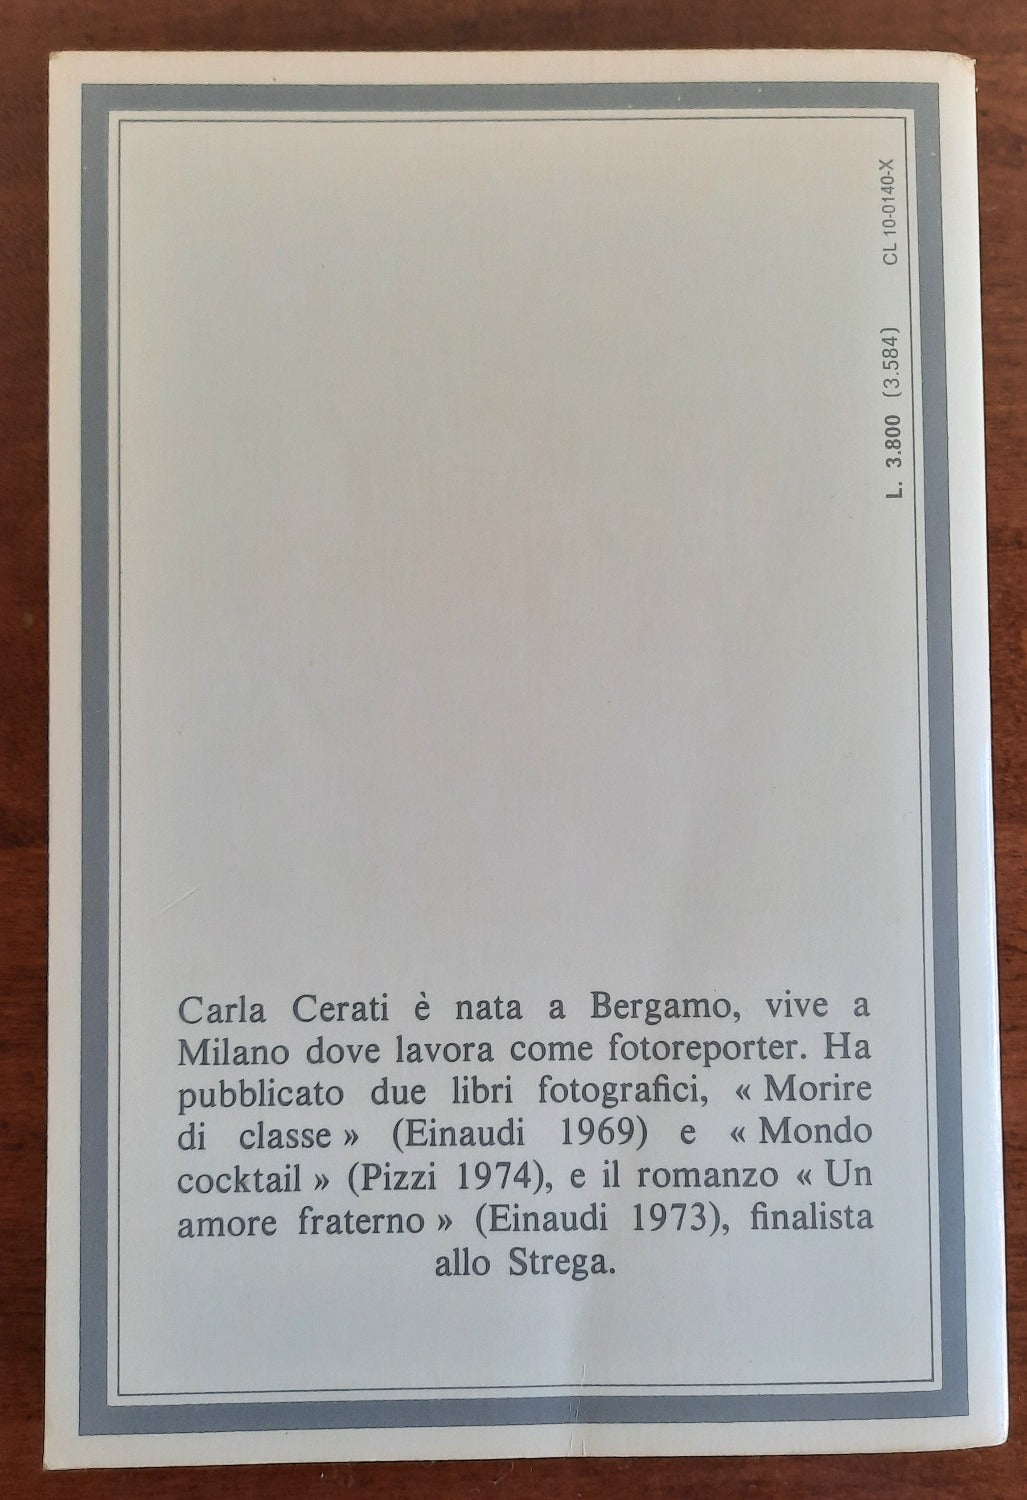 L. 3.800 (3.584) CL 10-0140-X
Carla Cerati è nata a Bergamo, vive a
Milano dove lavora come fotoreporter. Ha
pubblicato due libri fotografici, « Morire
di classe » (Einaudi 1969) e « Mondo
cocktail » (Pizzi 1974), e il romanzo « Un
amore fraterno » (Einaudi 1973), finalista
allo Strega.